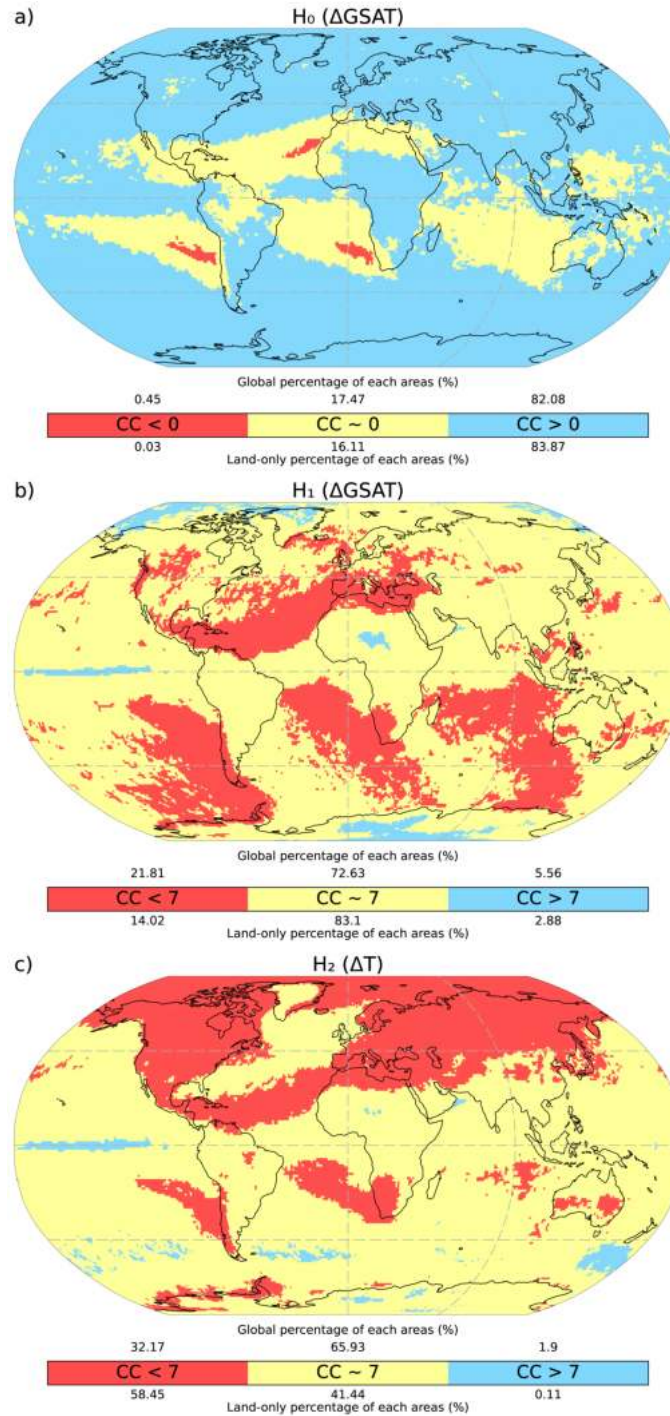 a)
H₀ (ΔGSAT)
Global percentage of each areas (%)
0.45 17.47 82.08
CC < 0 CC ~ 0 CC > 0
0.03 16.11 83.87
Land-only percentage of each areas (%)
b)
H₁ (ΔGSAT)
Global percentage of each areas (%)
21.81 72.63 5.56
CC < 7 CC ~ 7 CC > 7
14.02 83.1 2.88
Land-only percentage of each areas (%)
c)
H₂ (ΔT)
Global percentage of each areas (%)
32.17 65.93 1.9
CC < 7 CC ~ 7 CC > 7
58.45 41.44 0.11
Land-only percentage of each areas (%)